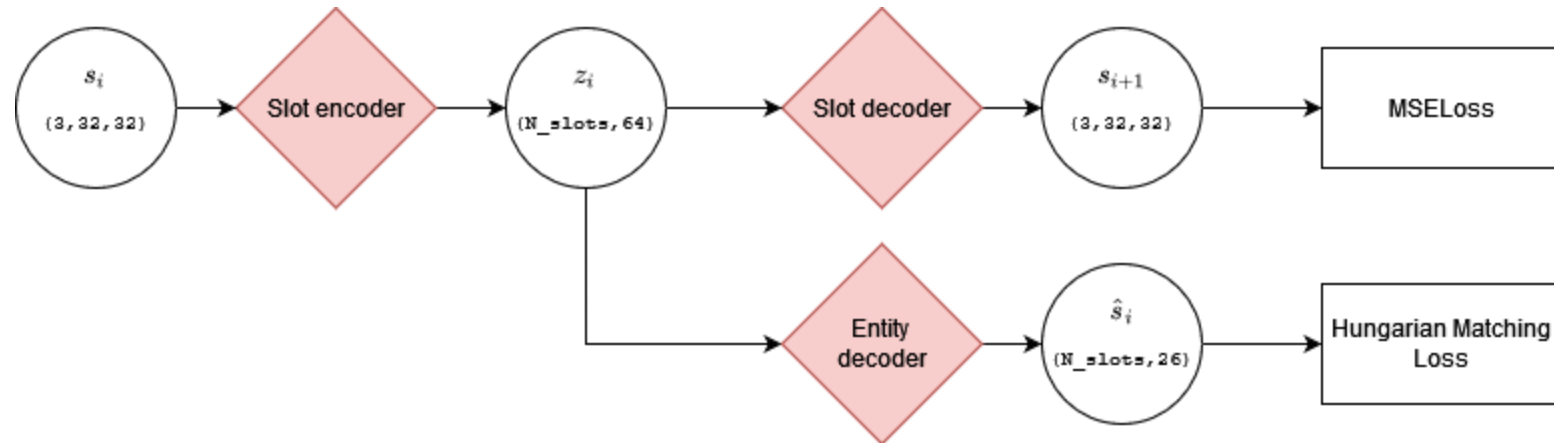 s_i
(3,32,32)
Slot encoder
z_i
(N_slots,64)
Slot decoder
s_{i+1}
(3,32,32)
MSELoss
Entity
decoder
ŝ_i
(N_slots,26)
Hungarian Matching
Loss